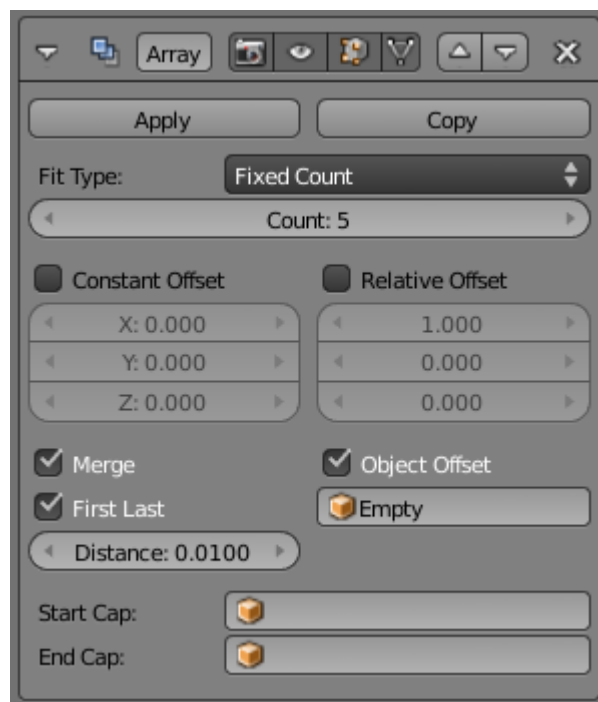 Array
Apply Copy
Fit Type: Fixed Count
Count: 5
Constant Offset Relative Offset
X: 0.000 1.000
Y: 0.000 0.000
Z: 0.000 0.000
Merge Object Offset
First Last Empty
Distance: 0.0100
Start Cap:
End Cap: